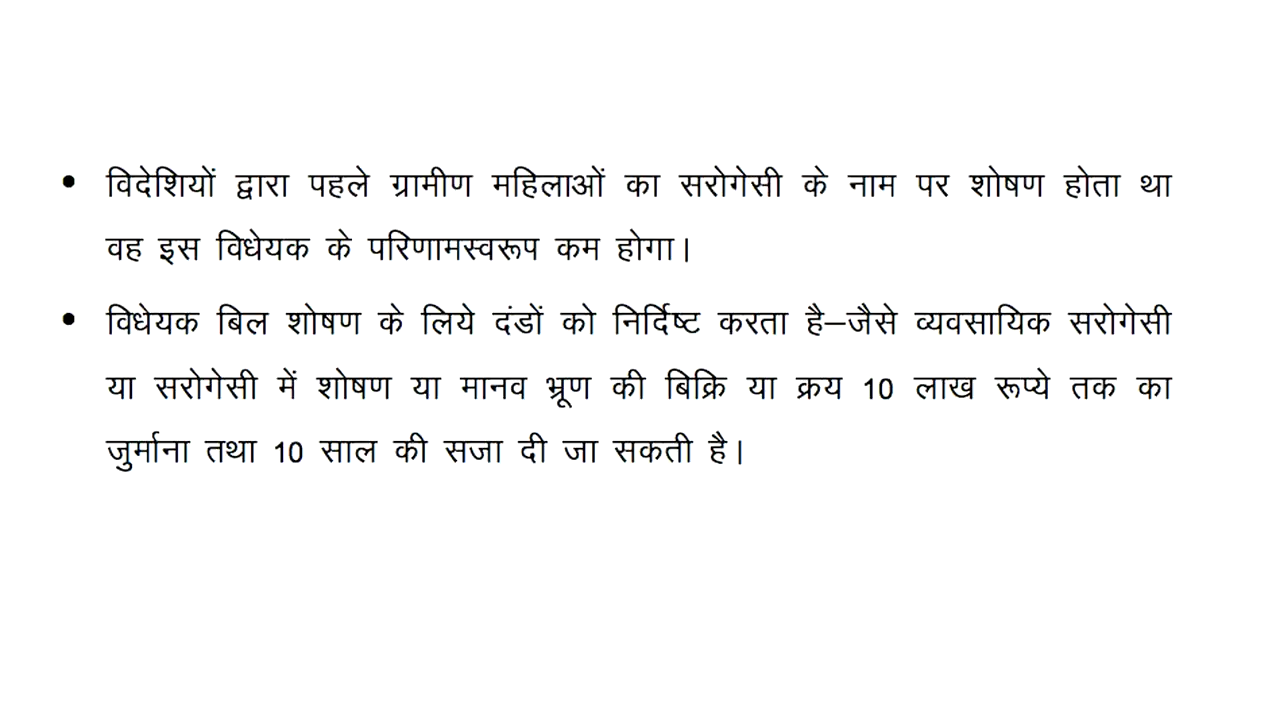 • विदेशियों द्वारा पहले ग्रामीण महिलाओं का सरोगेसी के नाम पर शोषण होता था
वह इस विधेयक के परिणामस्वरूप कम होगा।
• विधेयक बिल शोषण के लिये दंडों को निर्दिष्ट करता है–जैसे व्यवसायिक सरोगेसी
या सरोगेसी में शोषण या मानव भ्रूण की बिक्रि या क्रय 10 लाख रूप्ये तक का
जुर्माना तथा 10 साल की सजा दी जा सकती है।